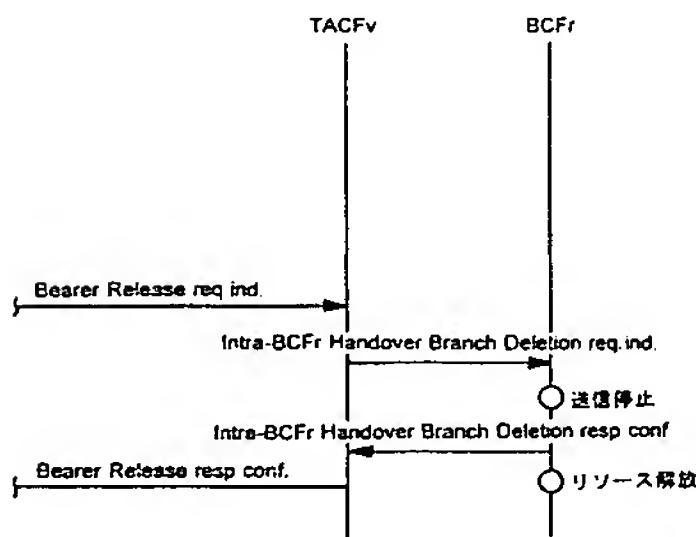 TACFv
BCFr
Bearer Release req ind.
Intra-BCFr Handover Branch Deletion req.ind.
送信停止
Intra-BCFr Handover Branch Deletion resp conf
Bearer Release resp conf.
リソース解放